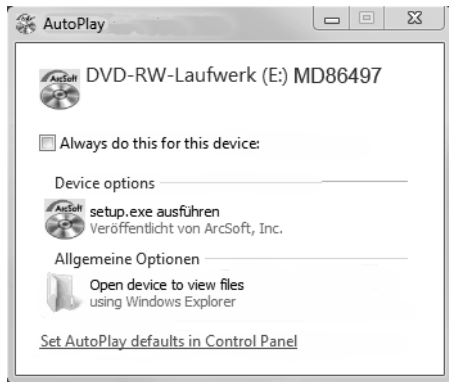 AutoPlay
DVD-RW-Laufwerk (E:) MD86497
Always do this for this device:
Device options
ArcSoft
setup.exe ausführen
Veröffentlicht von ArcSoft, Inc.
Allgemeine Optionen
Open device to view files
using Windows Explorer
Set AutoPlay defaults in Control Panel